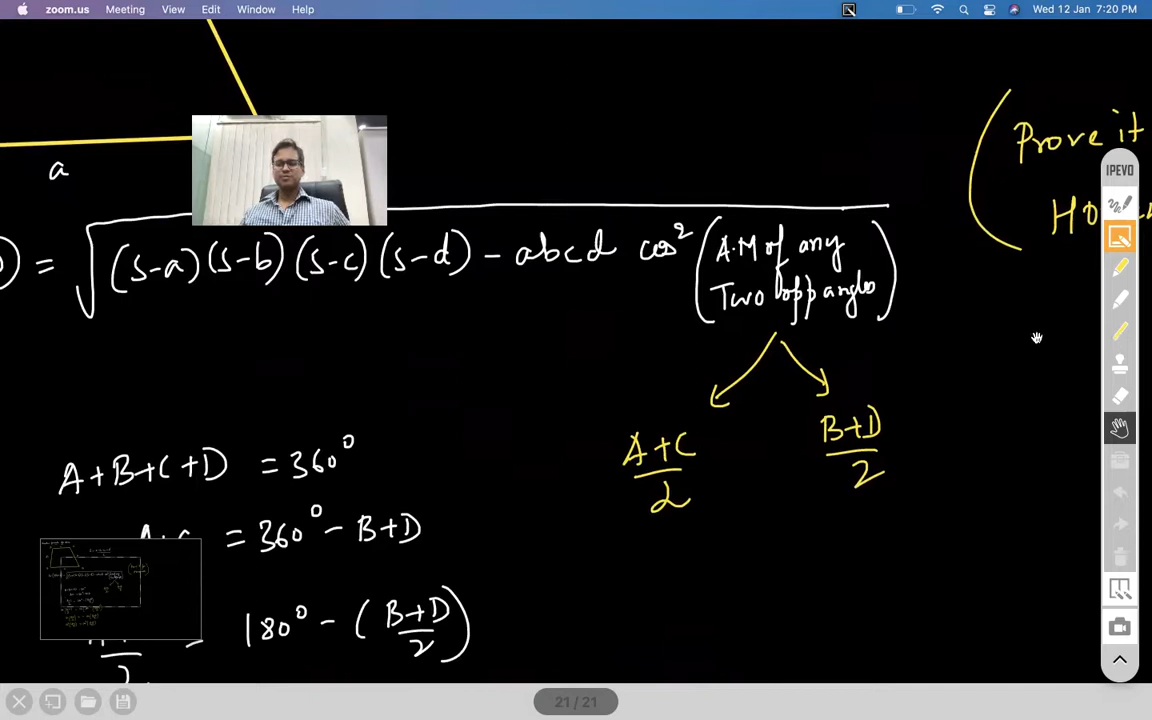 zoom.us Meeting View Edit Window Help Wed 12 Jan 7:20 PM
a
Prove it
IPEVO
) = √(s-a)(s-b)(s-c)(s-d) - abcd cos² (A.M of any
Two opp angles)
A+C/2 B+D/2
A+B+C+D = 360°
= 360° - B+D
180° - (B+D/2)
21 / 21